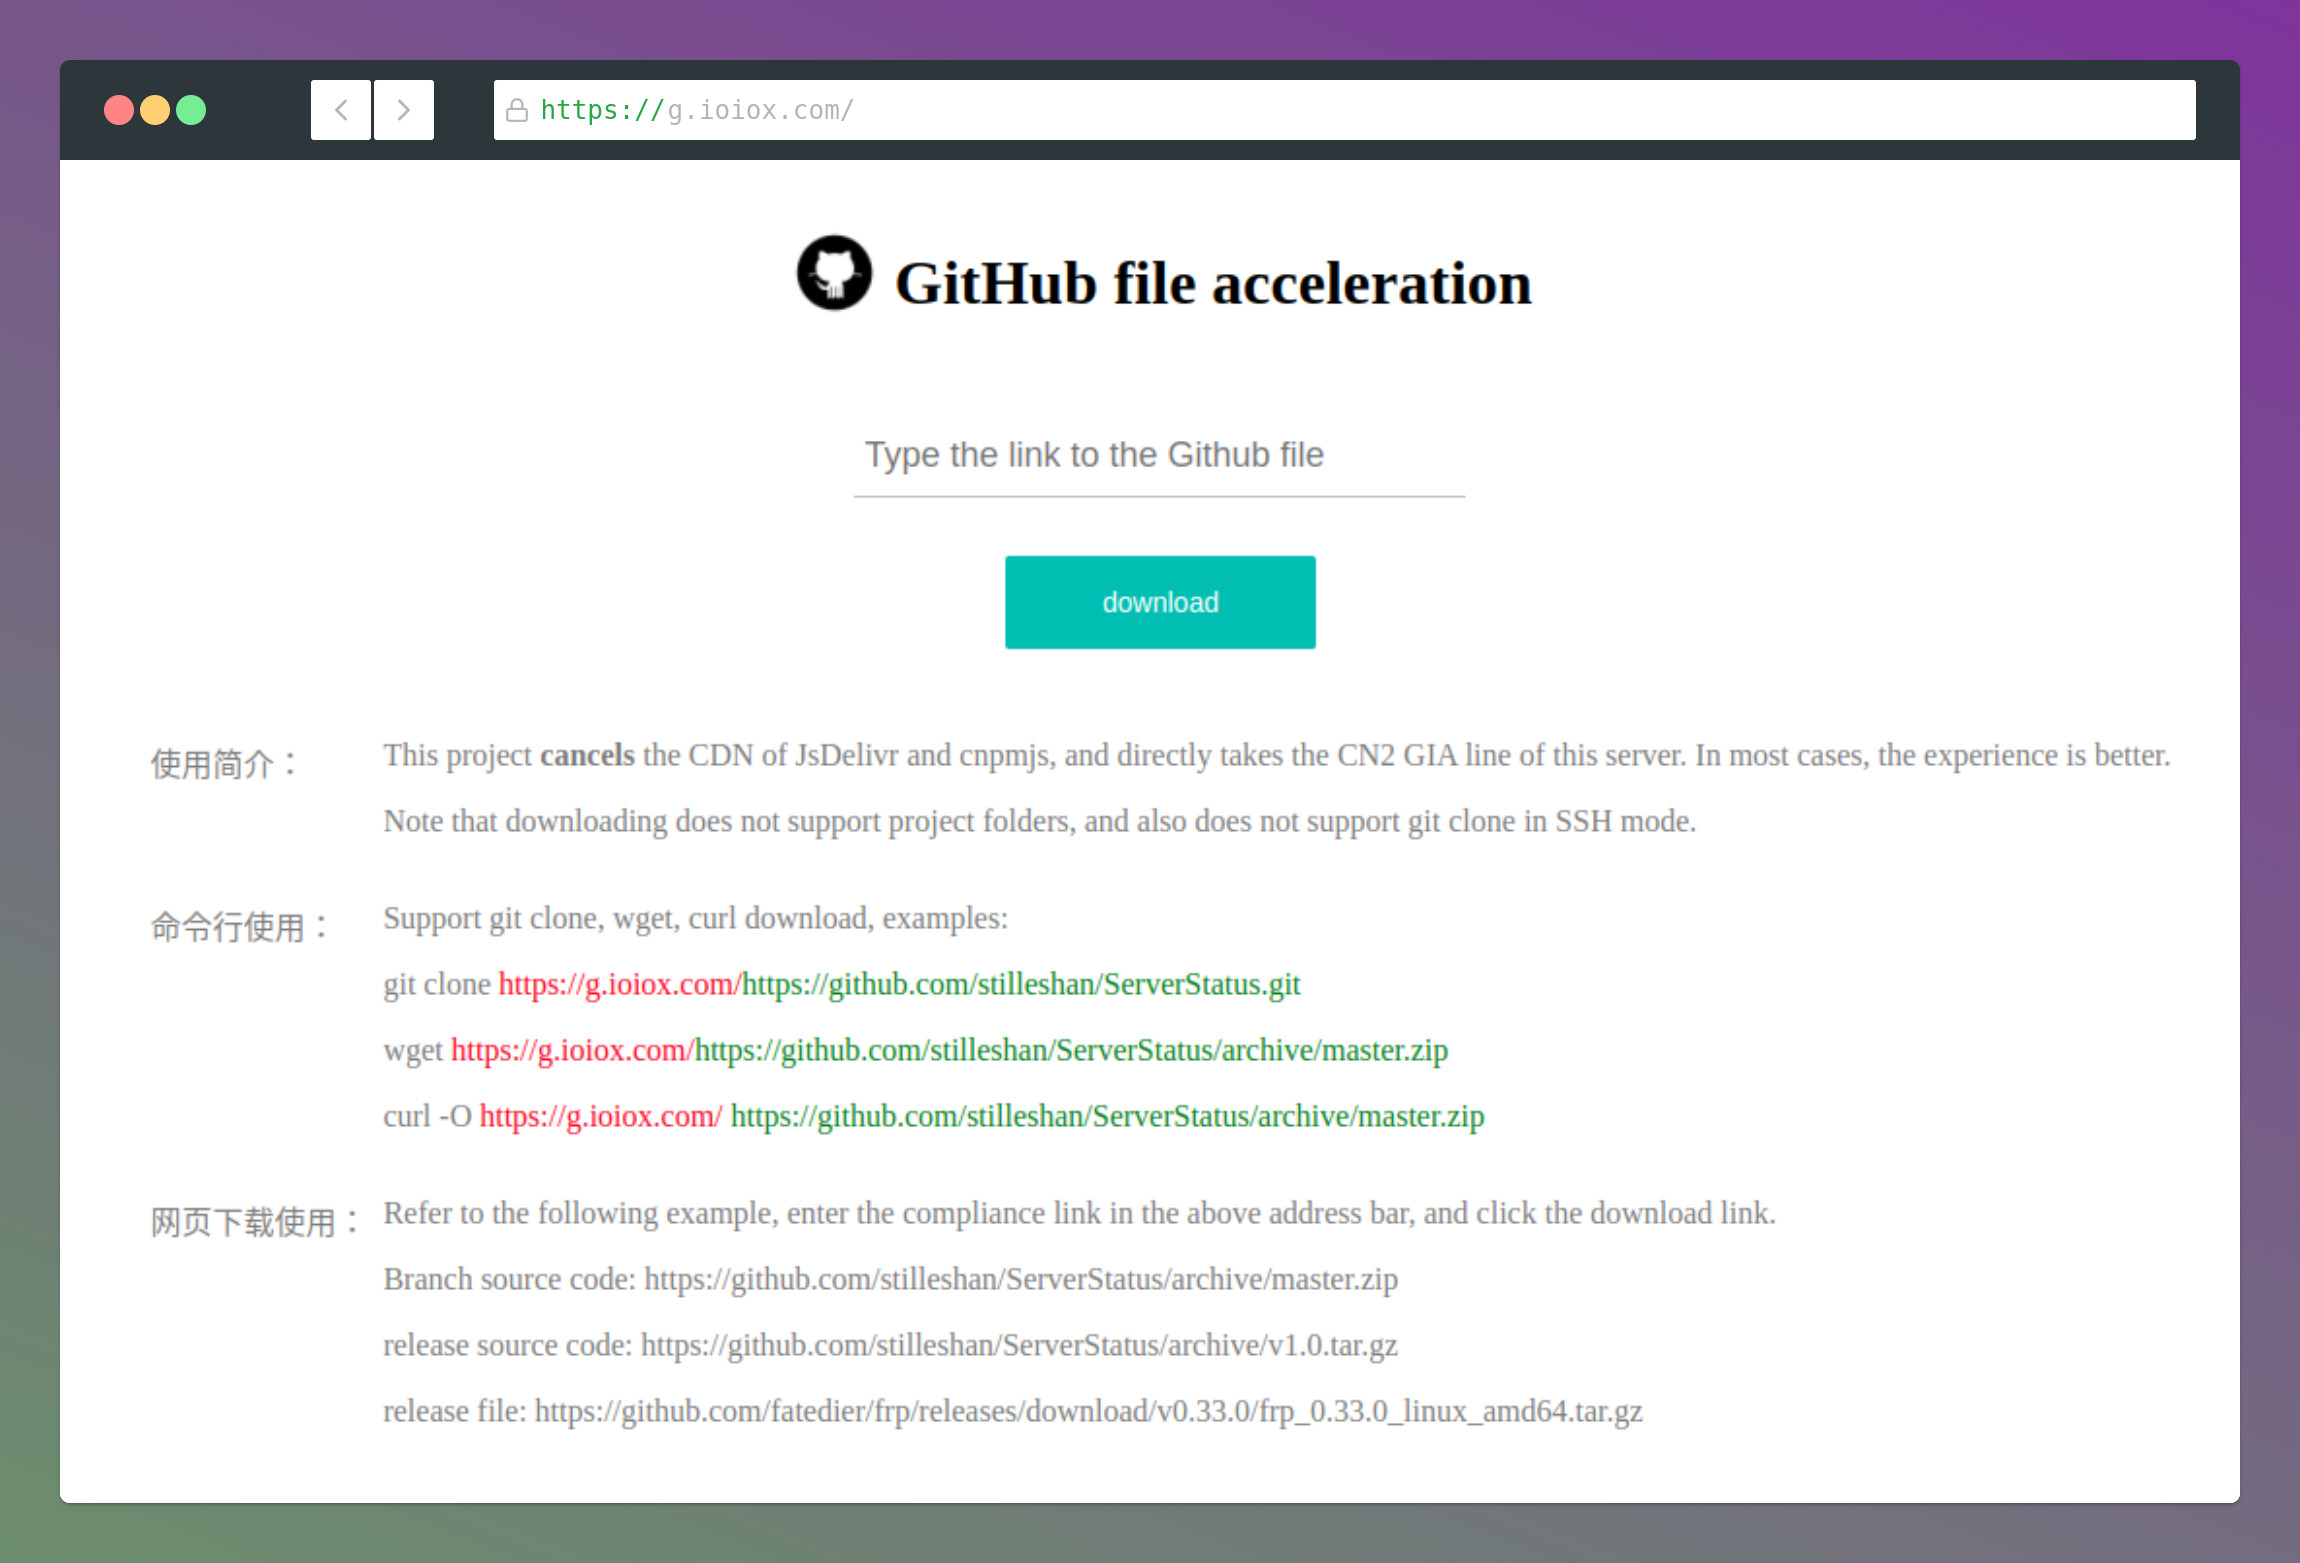 https://g.ioiox.com/
GitHub file acceleration
Type the link to the Github file
download
使用简介：
This project cancels the CDN of JsDelivr and cnpmjs, and directly takes the CN2 GIA line of this server. In most cases, the experience is better.
Note that downloading does not support project folders, and also does not support git clone in SSH mode.
命令行使用：
Support git clone, wget, curl download, examples:
git clone https://g.ioiox.com/https://github.com/stilleshan/ServerStatus.git
wget https://g.ioiox.com/https://github.com/stilleshan/ServerStatus/archive/master.zip
curl -O https://g.ioiox.com/ https://github.com/stilleshan/ServerStatus/archive/master.zip
网页下载使用：
Refer to the following example, enter the compliance link in the above address bar, and click the download link.
Branch source code: https://github.com/stilleshan/ServerStatus/archive/master.zip
release source code: https://github.com/stilleshan/ServerStatus/archive/v1.0.tar.gz
release file: https://github.com/fatedier/frp/releases/download/v0.33.0/frp_0.33.0_linux_amd64.tar.gz